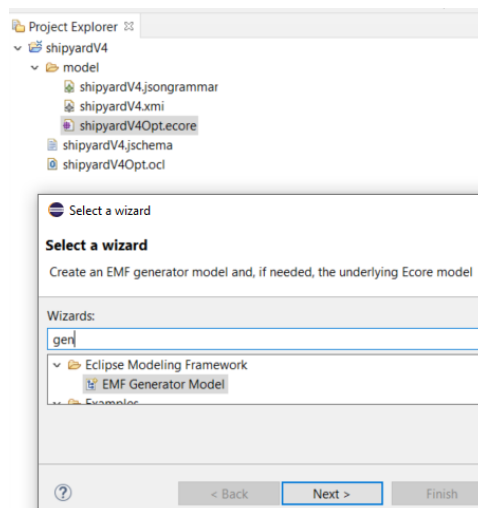 Project Explorer
shipyardV4
model
shipyardV4.jsongrammar
shipyardV4.xmi
shipyardV4Opt.ecore
shipyardV4.jschema
shipyardV4Opt.ocl
Select a wizard
Select a wizard
Create an EMF generator model and, if needed, the underlying Ecore model
Wizards:
gen
Eclipse Modeling Framework
EMF Generator Model
Examples
? < Back Next > Finish